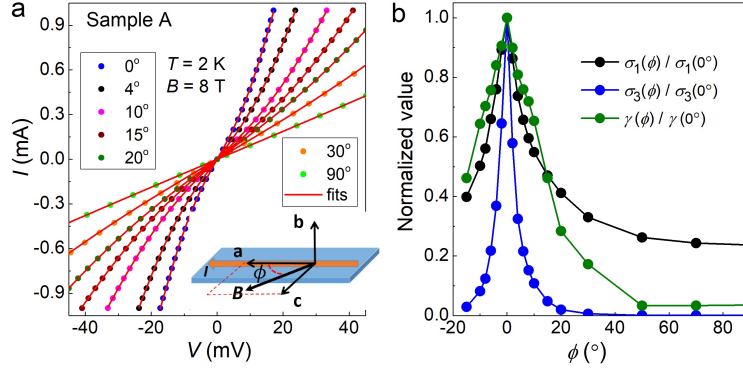 a
Sample A
0°
4°
10°
15°
20°
T = 2 K
B = 8 T
30°
90°
fits
0.9
0.6
0.3
0.0
-0.3
-0.6
-0.9
I (mA)
-40
-20
0
20
40
V (mV)
b
a
c
I
ϕ
B
b
σ₁(ϕ) / σ₁(0°)
σ₃(ϕ) / σ₃(0°)
γ(ϕ) / γ (0°)
1.0
0.8
0.6
0.4
0.2
0.0
Normalized value
-20
0
20
40
60
80
ϕ (°)